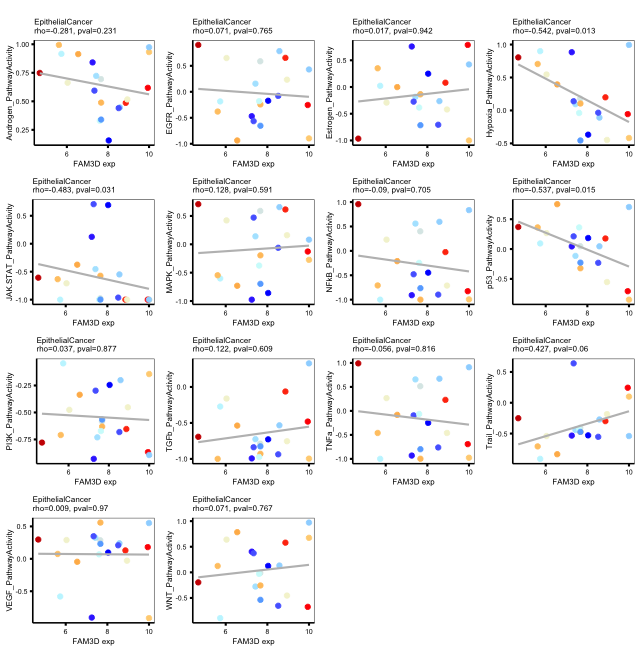 EpithelialCancer
rho=-0.281, pval=0.231
Androgen_PathwayActivity
1.00
0.75
0.50
0.25
6
8
10
FAM3D exp
EpithelialCancer
rho=0.071, pval=0.765
EGFR_PathwayActivity
1.0
0.5
0.0
-0.5
-1.0
6
8
10
FAM3D exp
EpithelialCancer
rho=0.017, pval=0.942
Estrogen_PathwayActivity
0.5
0.0
-0.5
-1.0
6
8
10
FAM3D exp
EpithelialCancer
rho=-0.542, pval=0.013
Hypoxia_PathwayActivity
1.0
0.5
0.0
-0.5
6
8
10
FAM3D exp
EpithelialCancer
rho=-0.483, pval=0.031
JAK.STAT_PathwayActivity
0.5
0.0
-0.5
-1.0
6
8
10
FAM3D exp
EpithelialCancer
rho=0.128, pval=0.591
MAPK_PathwayActivity
0.5
0.0
-0.5
-1.0
6
8
10
FAM3D exp
EpithelialCancer
rho=-0.09, pval=0.705
NFkB_PathwayActivity
1.0
0.5
0.0
-0.5
-1.0
6
8
10
FAM3D exp
EpithelialCancer
rho=-0.537, pval=0.015
p53_PathwayActivity
0.5
0.0
-0.5
6
8
10
FAM3D exp
EpithelialCancer
rho=0.037, pval=0.877
PI3K_PathwayActivity
-0.25
-0.50
-0.75
6
8
10
FAM3D exp
EpithelialCancer
rho=0.122, pval=0.609
TGFb_PathwayActivity
0.0
-0.5
-1.0
6
8
10
FAM3D exp
EpithelialCancer
rho=-0.056, pval=0.816
TNFa_PathwayActivity
1.0
0.5
0.0
-0.5
-1.0
6
8
10
FAM3D exp
EpithelialCancer
rho=0.427, pval=0.06
Trail_PathwayActivity
0.5
0.0
-0.5
6
8
10
FAM3D exp
EpithelialCancer
rho=0.009, pval=0.97
VEGF_PathwayActivity
0.5
0.0
-0.5
6
8
10
FAM3D exp
EpithelialCancer
rho=0.071, pval=0.767
WNT_PathwayActivity
1.0
0.5
0.0
-0.5
6
8
10
FAM3D exp